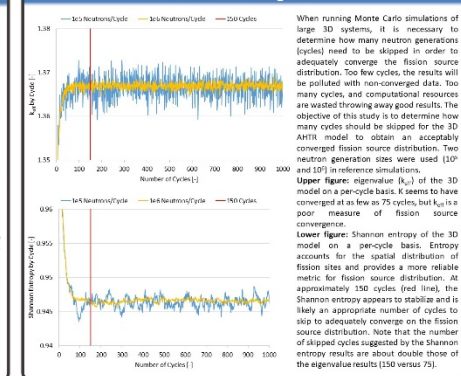 1e5 Neutrons/Cycle 1e6 Neutrons/Cycle 150 Cycles
1.38
1.37
1.36
1.35
0 100 200 300 400 500 600 700 800 900 1000
Number of Cycles [-]
1e5 Neutrons/Cycle 1e6 Neutrons/Cycle 150 Cycles
0.96
0.955
Shannon Entropy by Cycle [-]
0.95
0.945
0.94
0 100 200 300 400 500 600 700 800 900 1000
Number of Cycles [-]
When running Monte Carlo simulations of
large 3D systems, it is necessary to
determine how many neutron generations
(cycles) need to be skipped in order to
adequately converge the fission source
distribution. Too few cycles, the results will
be polluted with non-converged data. Too
many cycles, and computational resources
are wasted throwing away good results. The
objective of this study is to determine how
many cycles should be skipped for the 3D
AHTR model to obtain an acceptably
converged fission source distribution. Two
neutron generation sizes were used
and in reference simulations.
Upper figure: eigenvalue (keff) of the 3D
model on a per-cycle basis. K seems to have
converged at as few as 75 cycles, but keff is a
poor measure of fission source
convergence.
Lower figure: Shannon entropy of the 3D
model on a per-cycle basis. Entropy
accounts for the spatial distribution of
fission sites and provides a more reliable
metric for fission source distribution. At
approximately 150 cycles (red line), the
Shannon entropy appears to stabilize and is
likely an appropriate number of cycles to
skip to adequately converge on the fission
source distribution. Note that the number
of skipped cycles suggested by the Shannon
entropy results are about double those of
the eigenvalue results (150 versus 75).